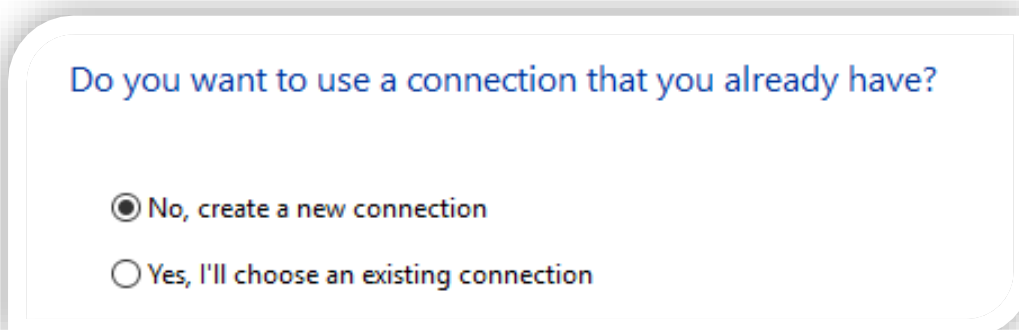 Do you want to use a connection that you already have?
No, create a new connection
Yes, I'll choose an existing connection